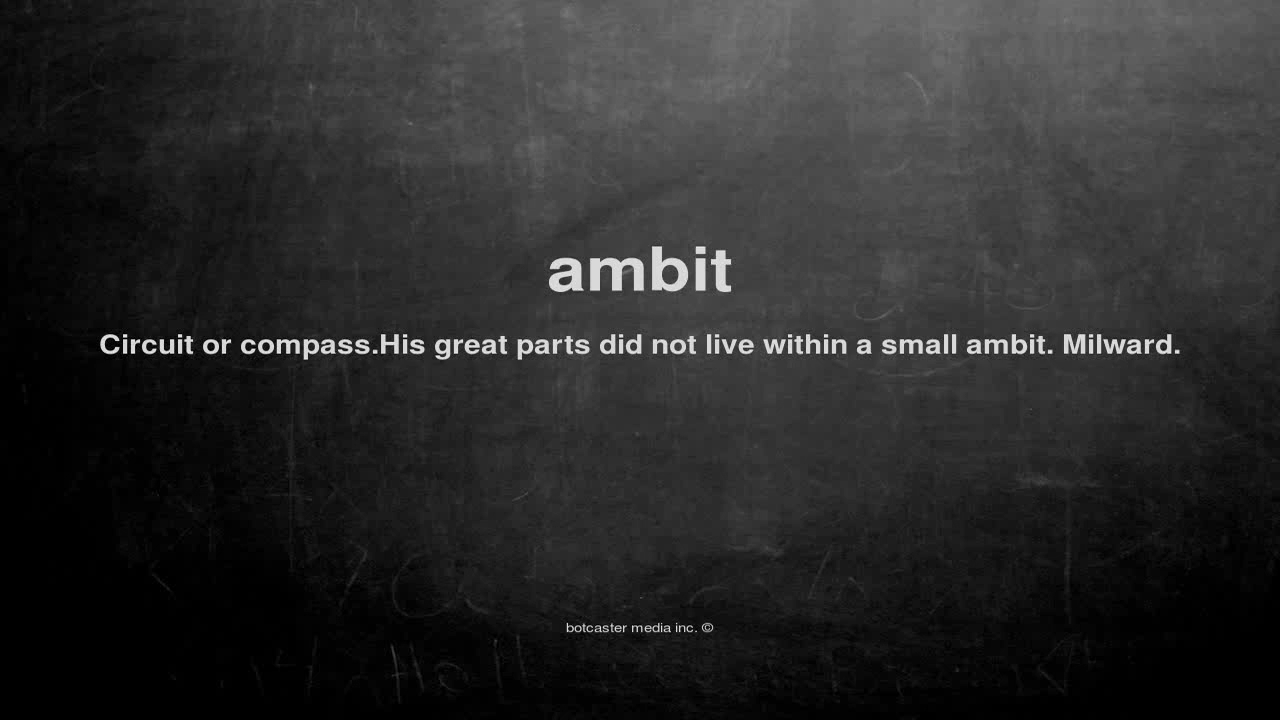 ambit
Circuit or compass.His great parts did not live within a small ambit. Milward.
botcaster media inc. ©